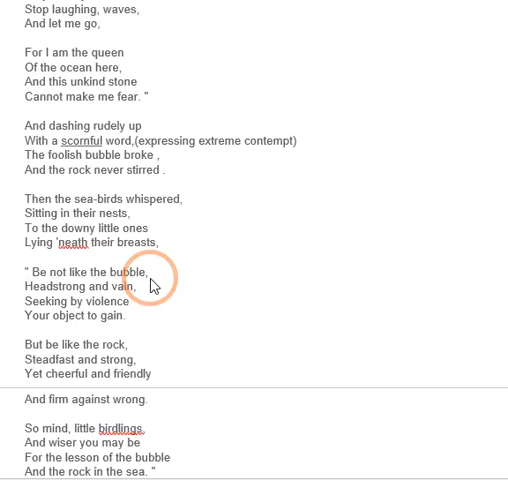 Stop laughing, waves,
And let me go,
For I am the queen
Of the ocean here,
And this unkind stone
Cannot make me fear. "
And dashing rudely up
With a scornful word,(expressing extreme contempt)
The foolish bubble broke ,
And the rock never stirred .
Then the sea-birds whispered,
Sitting in their nests,
To the downy little ones
Lying 'neath their breasts,
" Be not like the bubble,
Headstrong and vain,
Seeking by violence
Your object to gain.
But be like the rock,
Steadfast and strong,
Yet cheerful and friendly
And firm against wrong.
So mind, little birdlings,
And wiser you may be
For the lesson of the bubble
And the rock in the sea. "